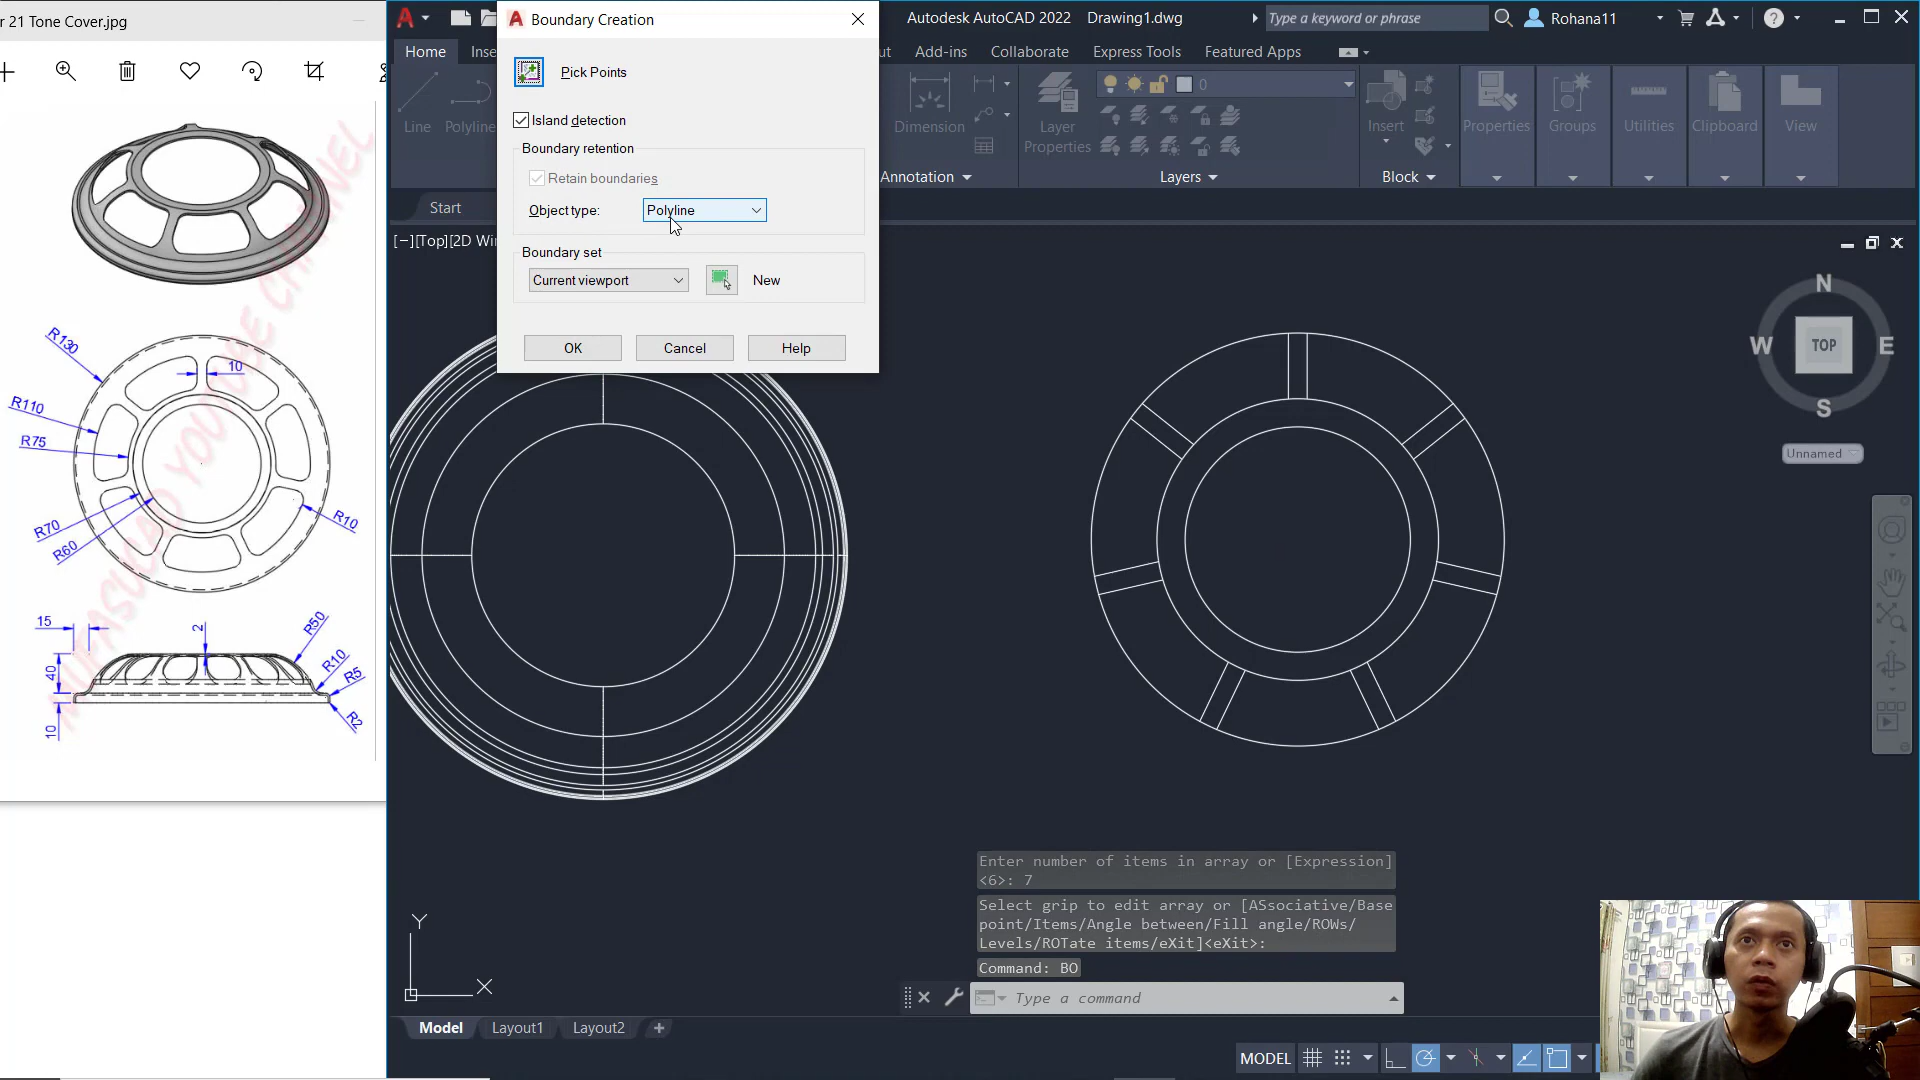 r 21 Tone Cover.jpg
MUFASUCAD YOUTUBE CHANNEL
R130
10
R110
R75
R70
R60
R10
15
2
R50
40
R10
R5
10
R2
Boundary Creation
Pick Points
Island detection
Boundary retention
Retain boundaries
Object type:
Polyline
Boundary set
Current viewport
New
OK
Cancel
Help
Autodesk AutoCAD 2022
Drawing1.dwg
Type a keyword or phrase
Rohana11
Home
Inse
ut
Add-ins
Collaborate
Express Tools
Featured Apps
Line
Polyline
Dimension
Layer
Properties
0
Insert
Properties
Groups
Utilities
Clipboard
View
Annotation
Layers
Block
Start
[−][Top][2D Wir
N
W
TOP
E
S
Unnamed
Enter number of items in array or [Expression]
<6>: 7
Select grip to edit array or [ASsociative/Base
point/Items/Angle between/Fill angle/ROWs/
Levels/ROTate items/eXit]<eXit>:
Command: BO
Type a command
Y
X
Model
Layout1
Layout2
MODEL